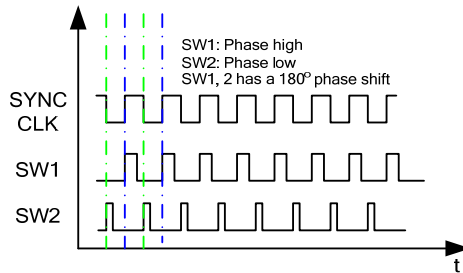 SW1: Phase high
SW2: Phase low
SW1, 2 has a 180° phase shift
SYNC
CLK
SW1
SW2
t